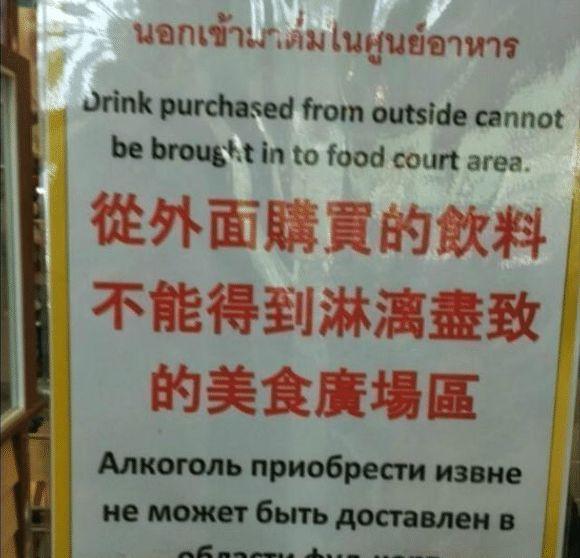 นอกเข้ามาดื่มในศูนย์อาหาร
Drink purchased from outside cannot
be brought in to food court area.
從外面購買的飲料
不能得到淋漓盡致
的美食廣場區
Алкоголь приобрести извне
не может быть доставлен в
области фуд-корт